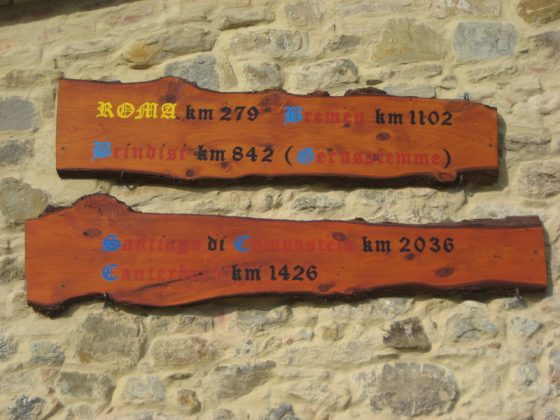 ROMA km 279 Bremen km 1102
Brindisi km 842 (Gerusalemme)
Santiago di Compostela km 2036
Canterbury km 1426